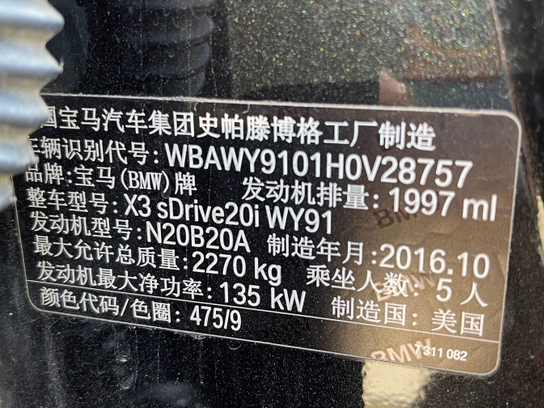 国宝马汽车集团史帕滕博格工厂制造
车辆识别代号: WBAWY9101H0V28757
品牌: 宝马(BMW)牌 发动机排量: 1997 ml
整车型号: X3 sDrive20i WY91
发动机型号: N20B20A 制造年月: 2016.10
最大允许总质量: 2270 kg 乘坐人数: 5 人
发动机最大净功率: 135 kW 制造国: 美国
颜色代码/色圈: 475/9
7 311 082